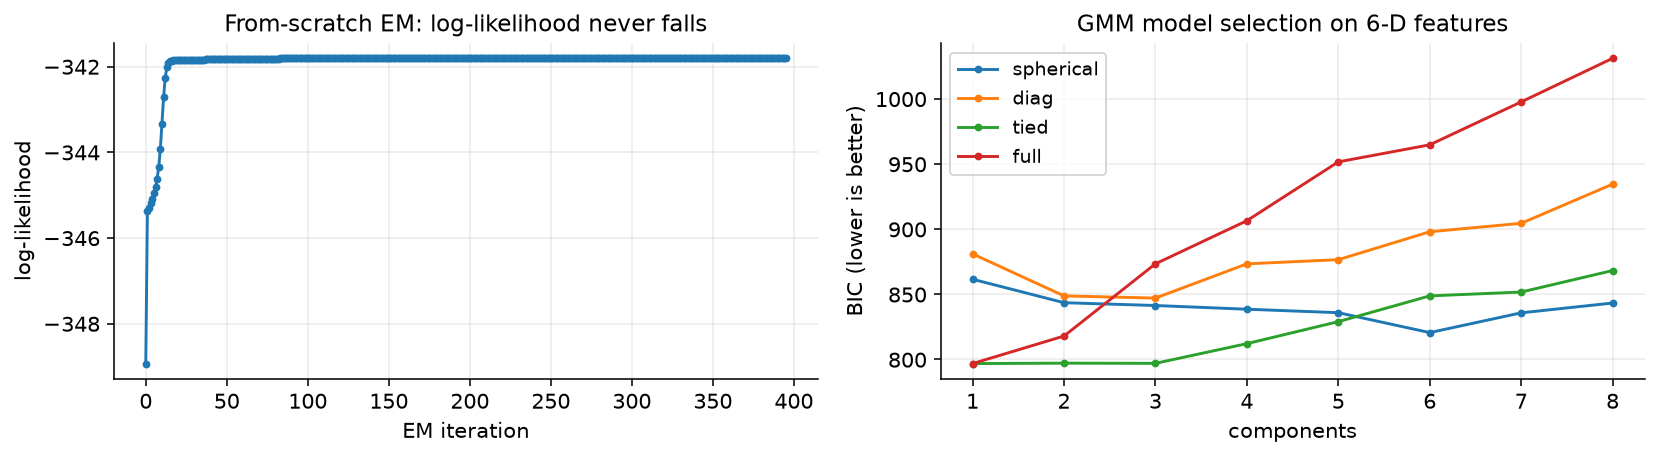 From-scratch EM: log-likelihood never falls
log-likelihood
−342
−344
−346
−348
0 50 100 150 200 250 300 350 400
EM iteration
GMM model selection on 6-D features
BIC (lower is better)
spherical
diag
tied
full
1000
950
900
850
800
1 2 3 4 5 6 7 8
components